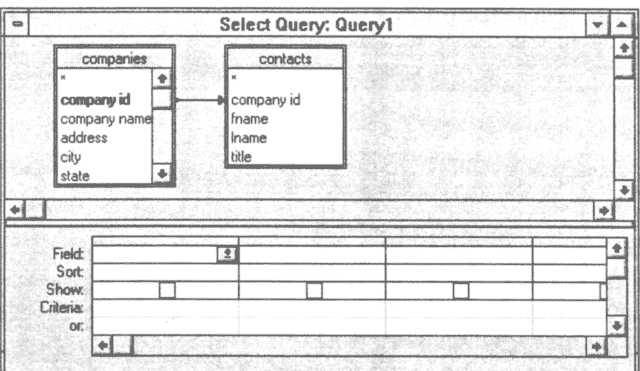 Select Query: Query1
companies
*
company id
company name
address
city
state
contacts
*
company id
fname
lname
title
Field:
Sort:
Show:
Criteria:
or: